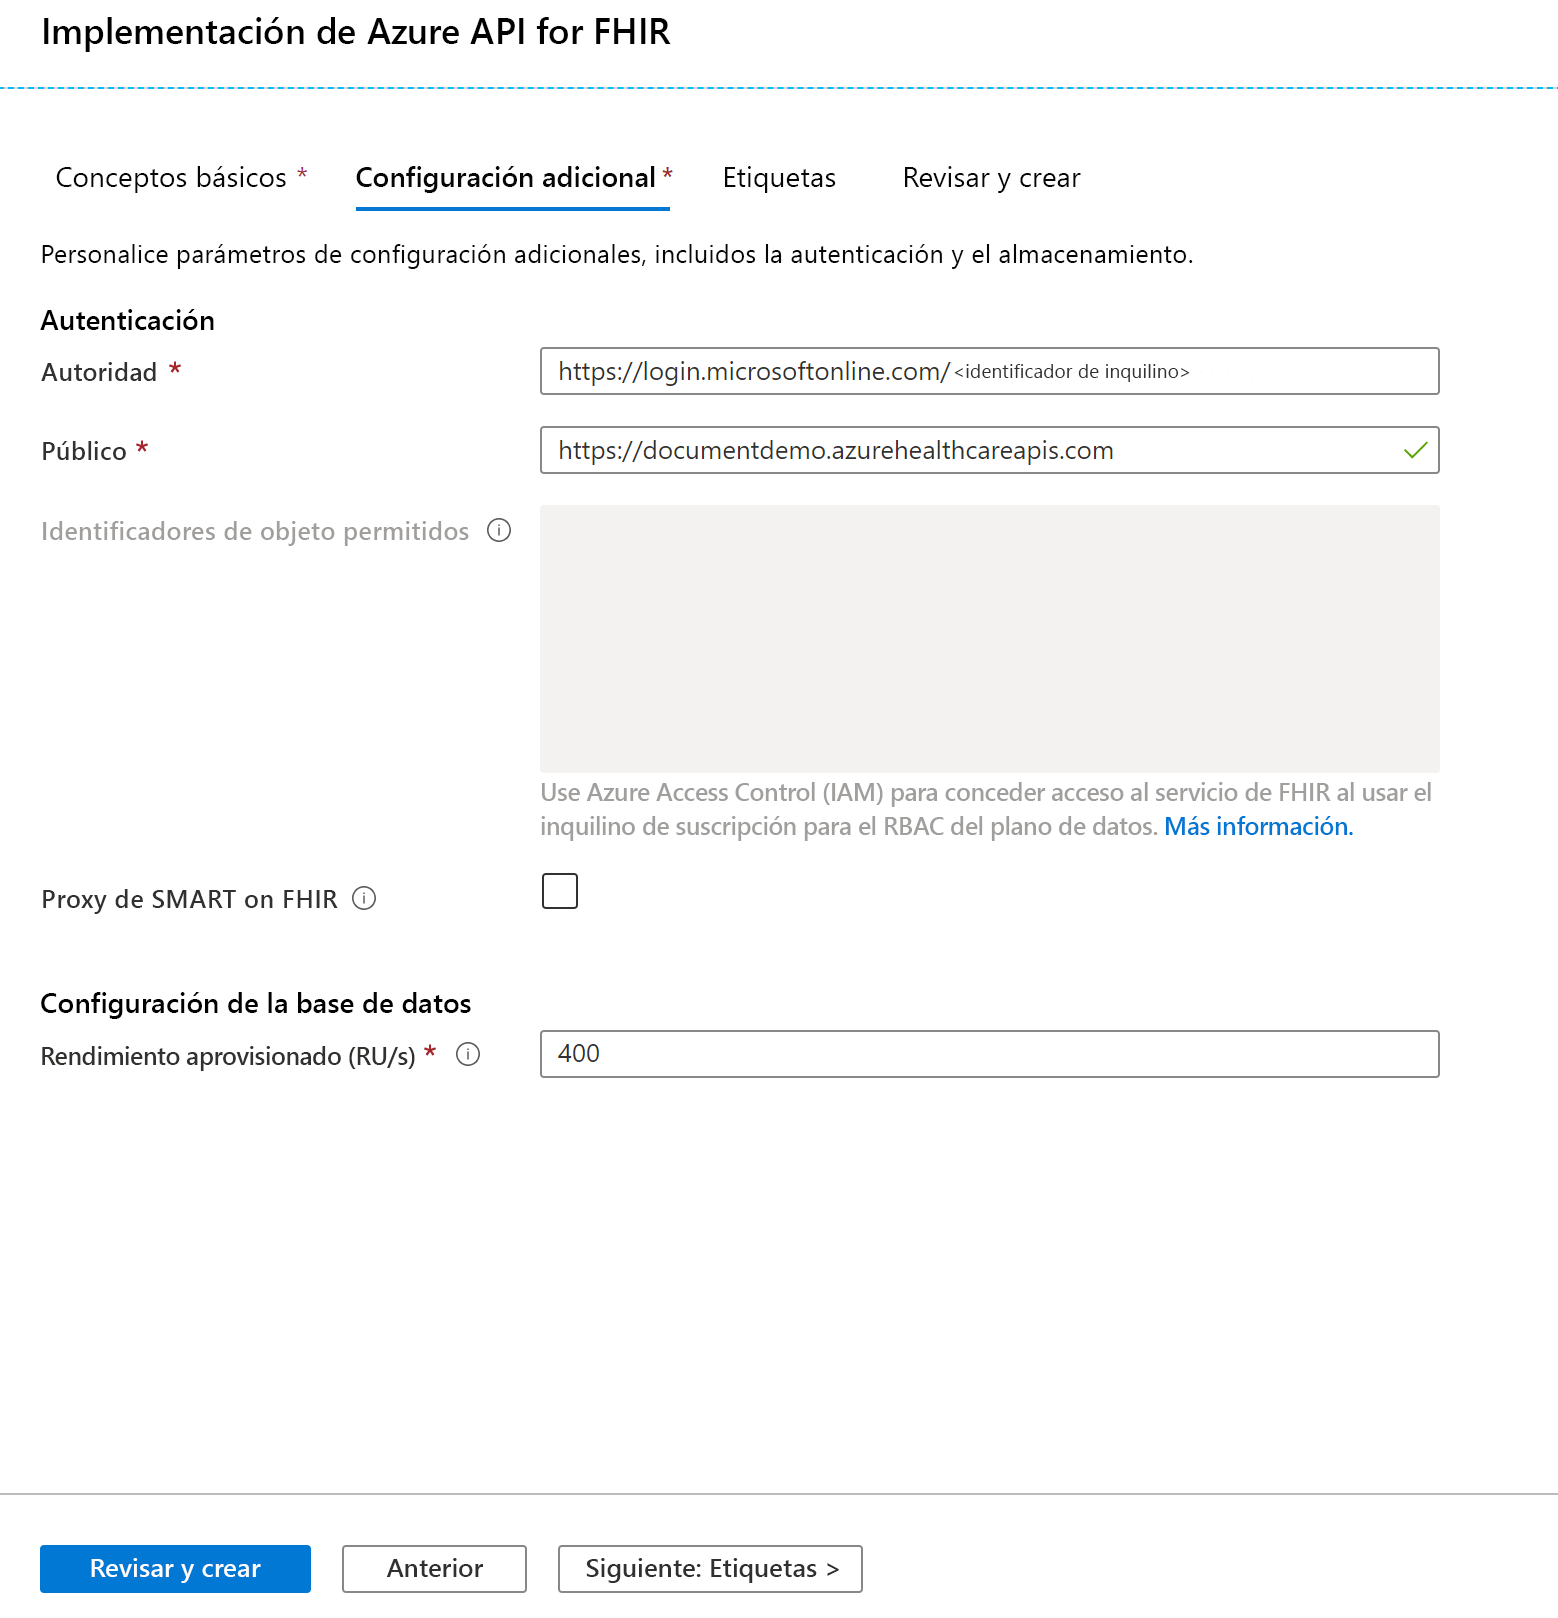 Implementación de Azure API for FHIR
Conceptos básicos *
Configuración adicional *
Etiquetas
Revisar y crear
Personalice parámetros de configuración adicionales, incluidos la autenticación y el almacenamiento.
Autenticación
Autoridad *
https://login.microsoftonline.com/<identificador de inquilino>
Público *
https://documentdemo.azurehealthcareapis.com
Identificadores de objeto permitidos
Use Azure Access Control (IAM) para conceder acceso al servicio de FHIR al usar el
inquilino de suscripción para el RBAC del plano de datos. Más información.
Proxy de SMART on FHIR
Configuración de la base de datos
Rendimiento aprovisionado (RU/s) *
400
Revisar y crear
Anterior
Siguiente: Etiquetas >